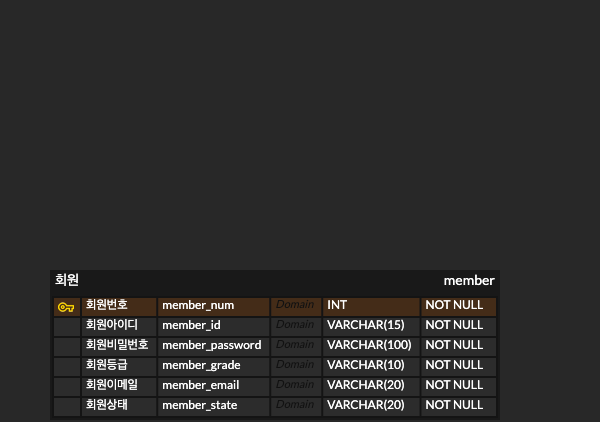 회원 member
회원번호 member_num Domain INT NOT NULL
회원아이디 member_id Domain VARCHAR(15) NOT NULL
회원비밀번호 member_password Domain VARCHAR(100) NOT NULL
회원등급 member_grade Domain VARCHAR(10) NOT NULL
회원이메일 member_email Domain VARCHAR(20) NOT NULL
회원상태 member_state Domain VARCHAR(20) NOT NULL